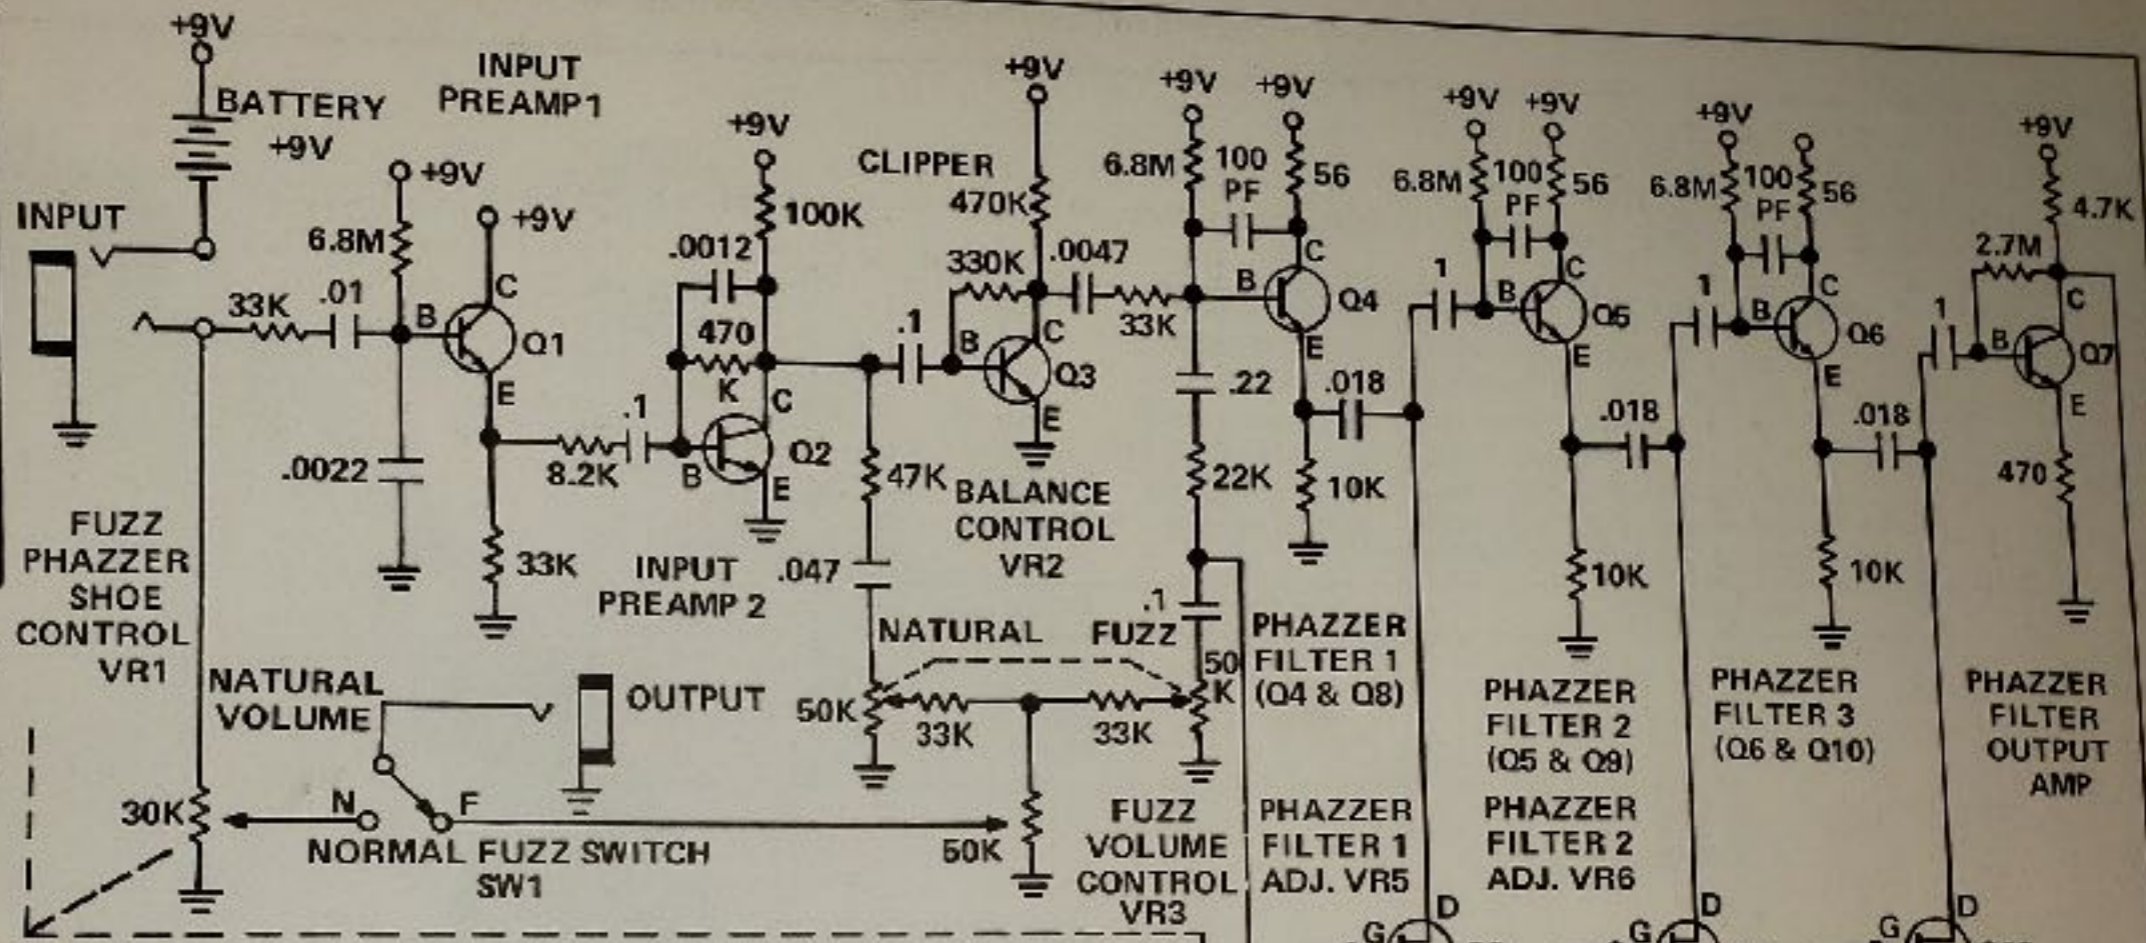 +9V
BATTERY
+9V
INPUT
PREAMP1
+9V
+9V
+9V
+9V
+9V
+9V
+9V
+9V
+9V
+9V
INPUT
6.8M
33K
.01
B
C
Q1
E
.0022
33K
8.2K
.1
.0012
100K
470
K
C
B
Q2
E
INPUT
PREAMP 2
CLIPPER
470K
330K
.1
B
C
Q3
E
.0047
33K
47K
.047
BALANCE
CONTROL
VR2
6.8M
100
PF
56
B
C
Q4
E
.22
22K
.018
10K
.1
NATURAL
FUZZ
50K
33K
33K
50
K
6.8M
100
PF
56
1
B
C
Q5
E
.018
10K
6.8M
100
PF
56
1
B
C
Q6
E
.018
10K
4.7K
2.7M
1
B
C
Q7
E
470
FUZZ
PHAZZER
SHOE
CONTROL
VR1
NATURAL
VOLUME
OUTPUT
30K
N
F
NORMAL FUZZ SWITCH
SW1
50K
FUZZ
VOLUME
CONTROL
VR3
PHAZZER
FILTER 1
(Q4 & Q8)
PHAZZER
FILTER 1
ADJ. VR5
PHAZZER
FILTER 2
(Q5 & Q9)
PHAZZER
FILTER 2
ADJ. VR6
PHAZZER
FILTER 3
(Q6 & Q10)
PHAZZER
FILTER
OUTPUT
AMP
G
D
G
D
G
D